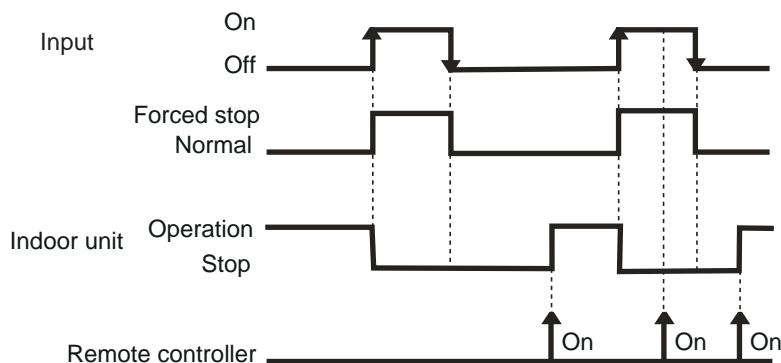 On
Input
Off
Forced stop
Normal
Operation
Indoor unit
Stop
On On On
Remote controller